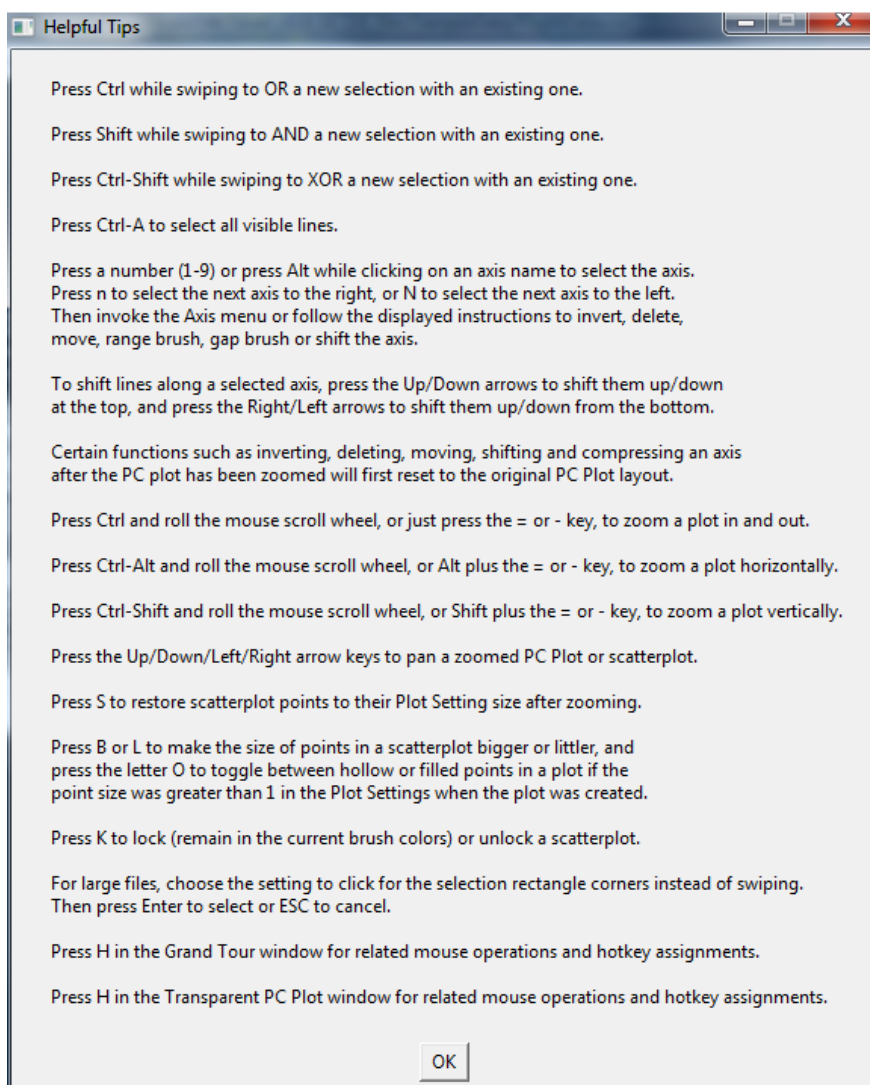 Helpful Tips
Press Ctrl while swiping to OR a new selection with an existing one.
Press Shift while swiping to AND a new selection with an existing one.
Press Ctrl-Shift while swiping to XOR a new selection with an existing one.
Press Ctrl-A to select all visible lines.
Press a number (1-9) or press Alt while clicking on an axis name to select the axis.
Press n to select the next axis to the right, or N to select the next axis to the left.
Then invoke the Axis menu or follow the displayed instructions to invert, delete,
move, range brush, gap brush or shift the axis.
To shift lines along a selected axis, press the Up/Down arrows to shift them up/down
at the top, and press the Right/Left arrows to shift them up/down from the bottom.
Certain functions such as inverting, deleting, moving, shifting and compressing an axis
after the PC plot has been zoomed will first reset to the original PC Plot layout.
Press Ctrl and roll the mouse scroll wheel, or just press the = or - key, to zoom a plot in and out.
Press Ctrl-Alt and roll the mouse scroll wheel, or Alt plus the = or - key, to zoom a plot horizontally.
Press Ctrl-Shift and roll the mouse scroll wheel, or Shift plus the = or - key, to zoom a plot vertically.
Press the Up/Down/Left/Right arrow keys to pan a zoomed PC Plot or scatterplot.
Press S to restore scatterplot points to their Plot Setting size after zooming.
Press B or L to make the size of points in a scatterplot bigger or littler, and
press the letter O to toggle between hollow or filled points in a plot if the
point size was greater than 1 in the Plot Settings when the plot was created.
Press K to lock (remain in the current brush colors) or unlock a scatterplot.
For large files, choose the setting to click for the selection rectangle corners instead of swiping.
Then press Enter to select or ESC to cancel.
Press H in the Grand Tour window for related mouse operations and hotkey assignments.
Press H in the Transparent PC Plot window for related mouse operations and hotkey assignments.
OK